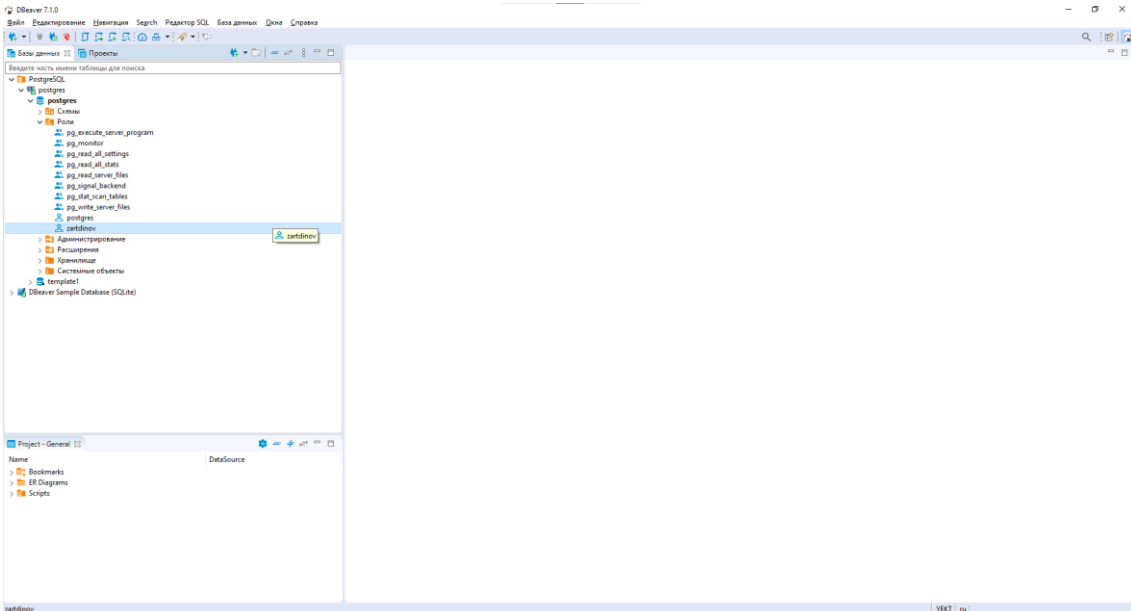 DBeaver 7.1.0
Файл Редактирование Навигация Search Редактор SQL База данных Окна Справка
Базы данных Проекты
Введите часть имени таблицы для поиска
PostgreSQL
postgres
postgres
Схемы
Роли
pg_execute_server_program
pg_monitor
pg_read_all_settings
pg_read_all_stats
pg_read_server_files
pg_signal_backend
pg_stat_scan_tables
pg_write_server_files
postgres
zartdinov
zartdinov
Администрирование
Расширения
Хранилище
Системные объекты
template1
DBeaver Sample Database (SQLite)
Project - General
Name DataSource
Bookmarks
ER Diagrams
Scripts
zartdinov YEKT ru